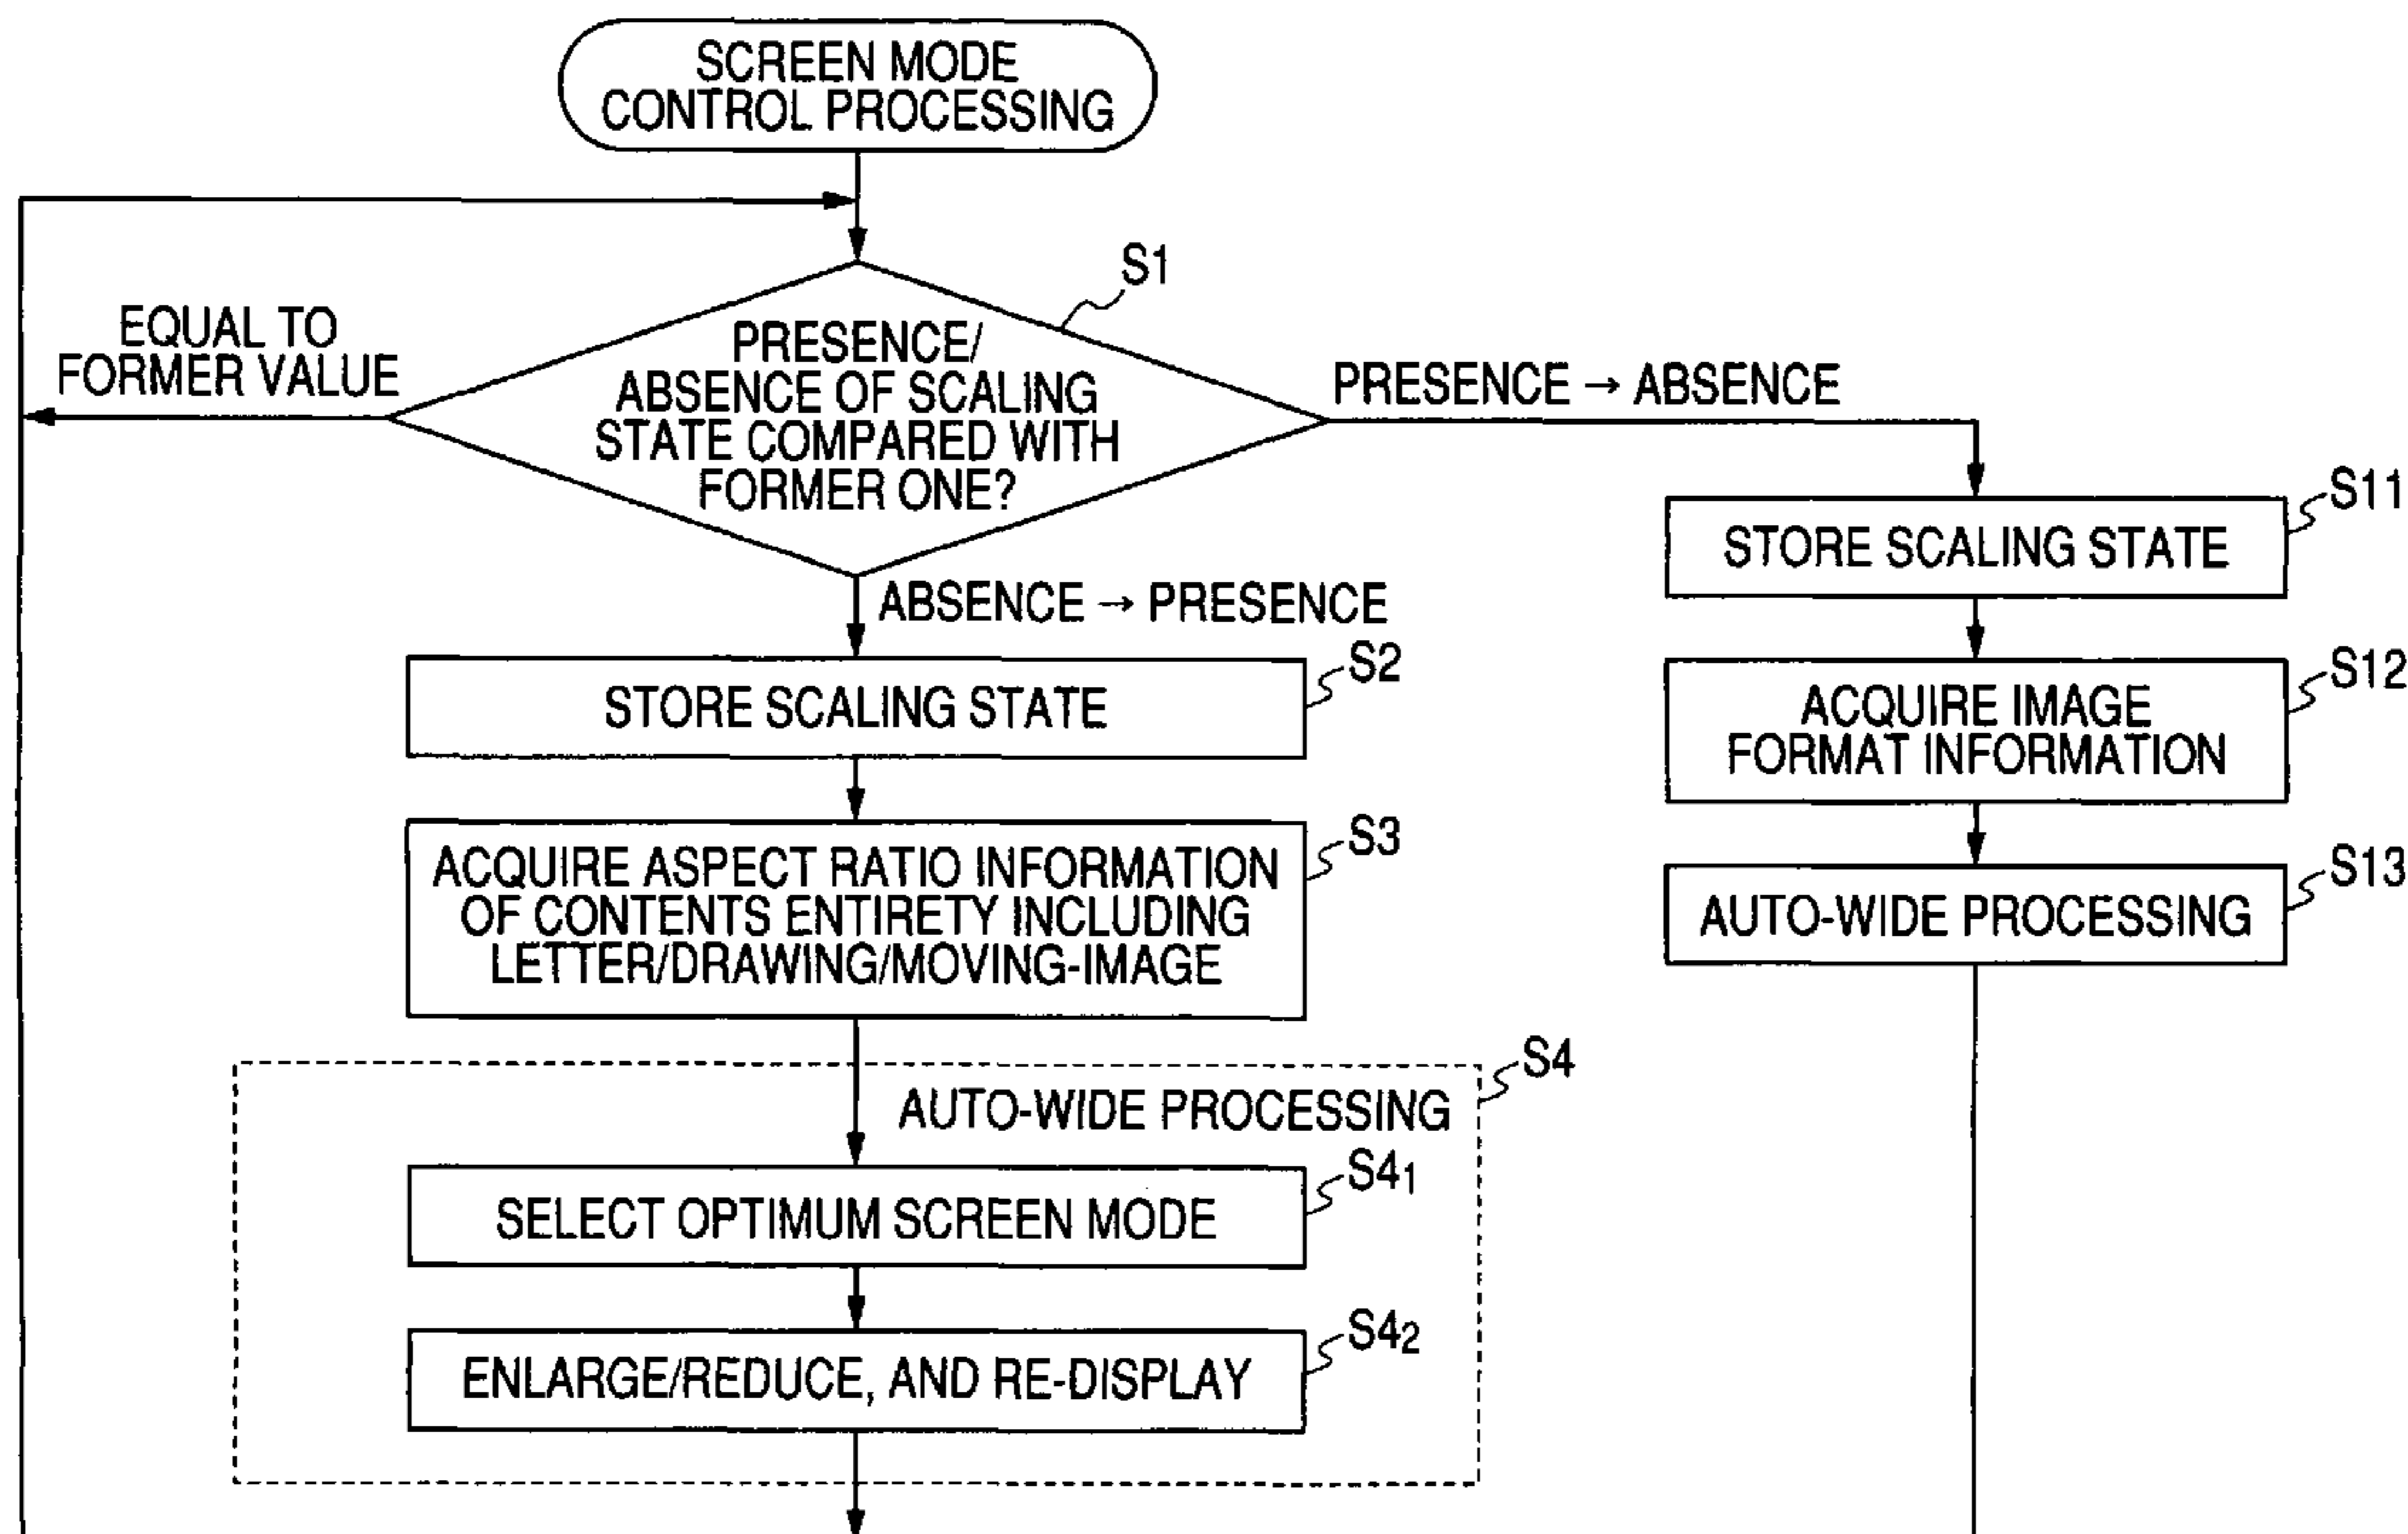 SCREEN MODE
CONTROL PROCESSING
S1
EQUAL TO
FORMER VALUE
PRESENCE/
ABSENCE OF SCALING
STATE COMPARED WITH
FORMER ONE?
PRESENCE → ABSENCE
S11
STORE SCALING STATE
ABSENCE → PRESENCE
S2
STORE SCALING STATE
S12
ACQUIRE IMAGE
FORMAT INFORMATION
S3
ACQUIRE ASPECT RATIO INFORMATION
OF CONTENTS ENTIRETY INCLUDING
LETTER/DRAWING/MOVING-IMAGE
S13
AUTO-WIDE PROCESSING
S4
AUTO-WIDE PROCESSING
S41
SELECT OPTIMUM SCREEN MODE
S42
ENLARGE/REDUCE, AND RE-DISPLAY